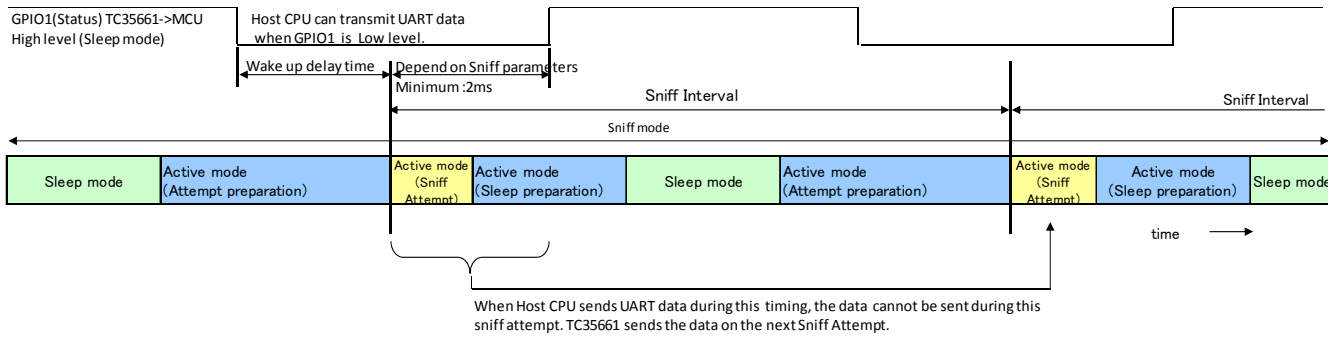 GPIO1(Status) TC35661->MCU
High level (Sleep mode)
Host CPU can transmit UART data
when GPIO1 is Low level.
Wake up delay time
Depend on Sniff parameters
Minimum :2ms
Sniff Interval
Sniff Interval
Sniff mode
Sleep mode
Active mode
(Attempt preparation)
Active mode
(Sniff
Attempt)
Active mode
(Sleep preparation)
Sleep mode
Active mode
(Attempt preparation)
Active mode
(Sniff
Attempt)
Active mode
(Sleep preparation)
Sleep mode
time
When Host CPU sends UART data during this timing, the data cannot be sent during this
sniff attempt. TC35661 sends the data on the next Sniff Attempt.